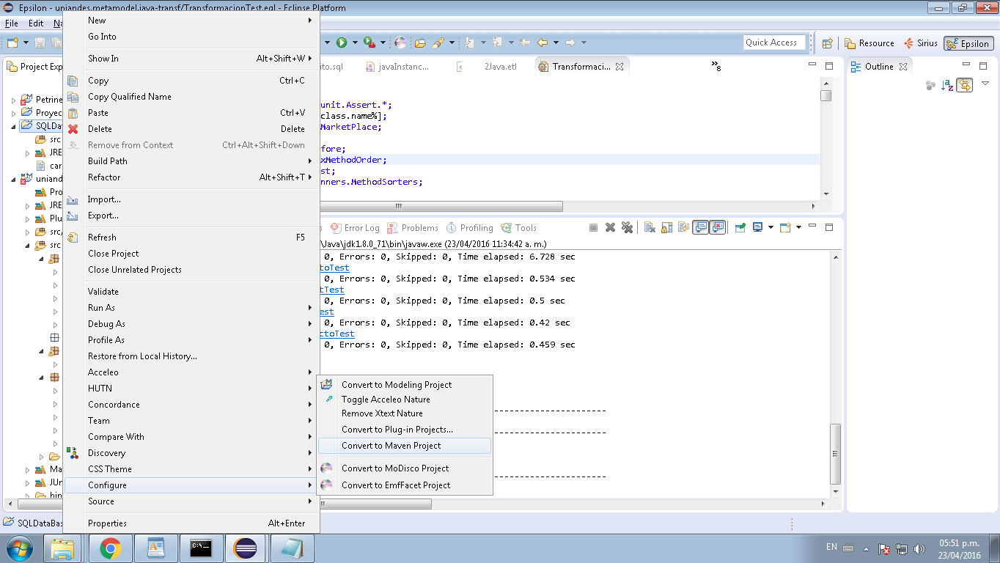 Epsilon - uniandes.metamodel.java-transf/TransformacionTest.egl - Eclipse Platform
File Edit Na
Quick Access
Resource
Sirius
Epsilon
Project Exp
ito.sql
javaInstanc...
2Java.etl
Transformaci...
»8
Outline
Petrine
Proyec
SQLDat
src
JRE
car
uniand
Pro
JRE
Plu
src,
src
Ma
JUn
bin
New
Go Into
Show In Alt+Shift+W
Copy Ctrl+C
Copy Qualified Name
Paste Ctrl+V
Delete Delete
Remove from Context Ctrl+Alt+Shift+Down
Build Path
Refactor Alt+Shift+T
Import...
Export...
Refresh F5
Close Project
Close Unrelated Projects
Validate
Run As
Debug As
Profile As
Restore from Local History...
Acceleo
HUTN
Concordance
Team
Compare With
Discovery
CSS Theme
Configure
Source
Properties Alt+Enter
Convert to Modeling Project
Toggle Acceleo Nature
Remove Xtext Nature
Convert to Plug-in Projects...
Convert to Maven Project
Convert to MoDisco Project
Convert to EmfFacet Project
unit.Assert.*;
class.name%];
MarketPlace;
fore;
xMethodOrder;
st;
nners.MethodSorters;
s Error Log Problems Profiling Tools
\Java\jdk1.8.0_71\bin\javaw.exe (23/04/2016 11:34:42 a. m.)
0, Errors: 0, Skipped: 0, Time elapsed: 6.728 sec
toTest
0, Errors: 0, Skipped: 0, Time elapsed: 0.534 sec
tTest
0, Errors: 0, Skipped: 0, Time elapsed: 0.5 sec
est
0, Errors: 0, Skipped: 0, Time elapsed: 0.42 sec
ctoTest
0, Errors: 0, Skipped: 0, Time elapsed: 0.459 sec
SQLDataBas
EN
05:51 p.m.
23/04/2016